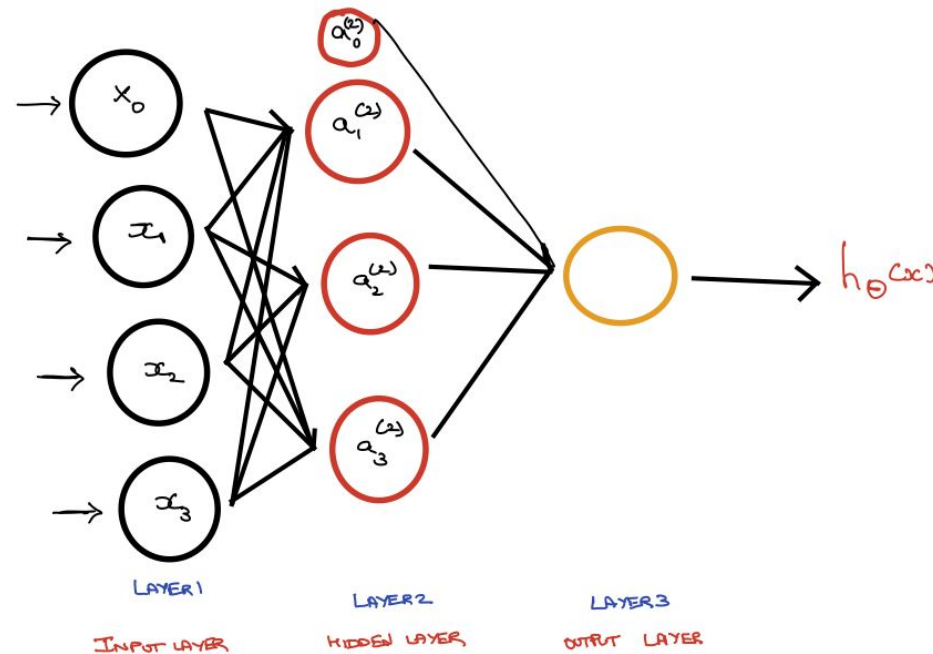 a₀⁽²⁾
x₀
a₁⁽²⁾
x₁
a₂⁽²⁾
h_Θ(x)
x₂
a₃⁽²⁾
x₃
LAYER 1
LAYER 2
LAYER 3
INPUT LAYER
HIDDEN LAYER
OUTPUT LAYER